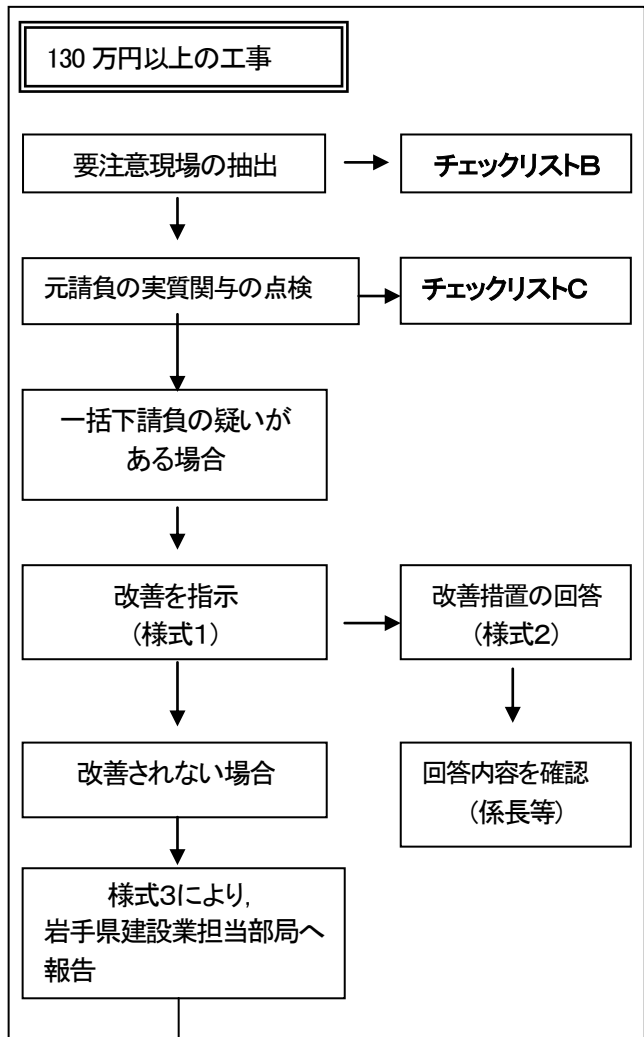 130 万円以上の工事
要注意現場の抽出
チェックリストB
元請負の実質関与の点検
チェックリストC
一括下請負の疑いが
ある場合
改善を指示
(様式1)
改善措置の回答
(様式2)
改善されない場合
回答内容を確認
(係長等)
様式3により,
岩手県建設業担当部局へ
報告